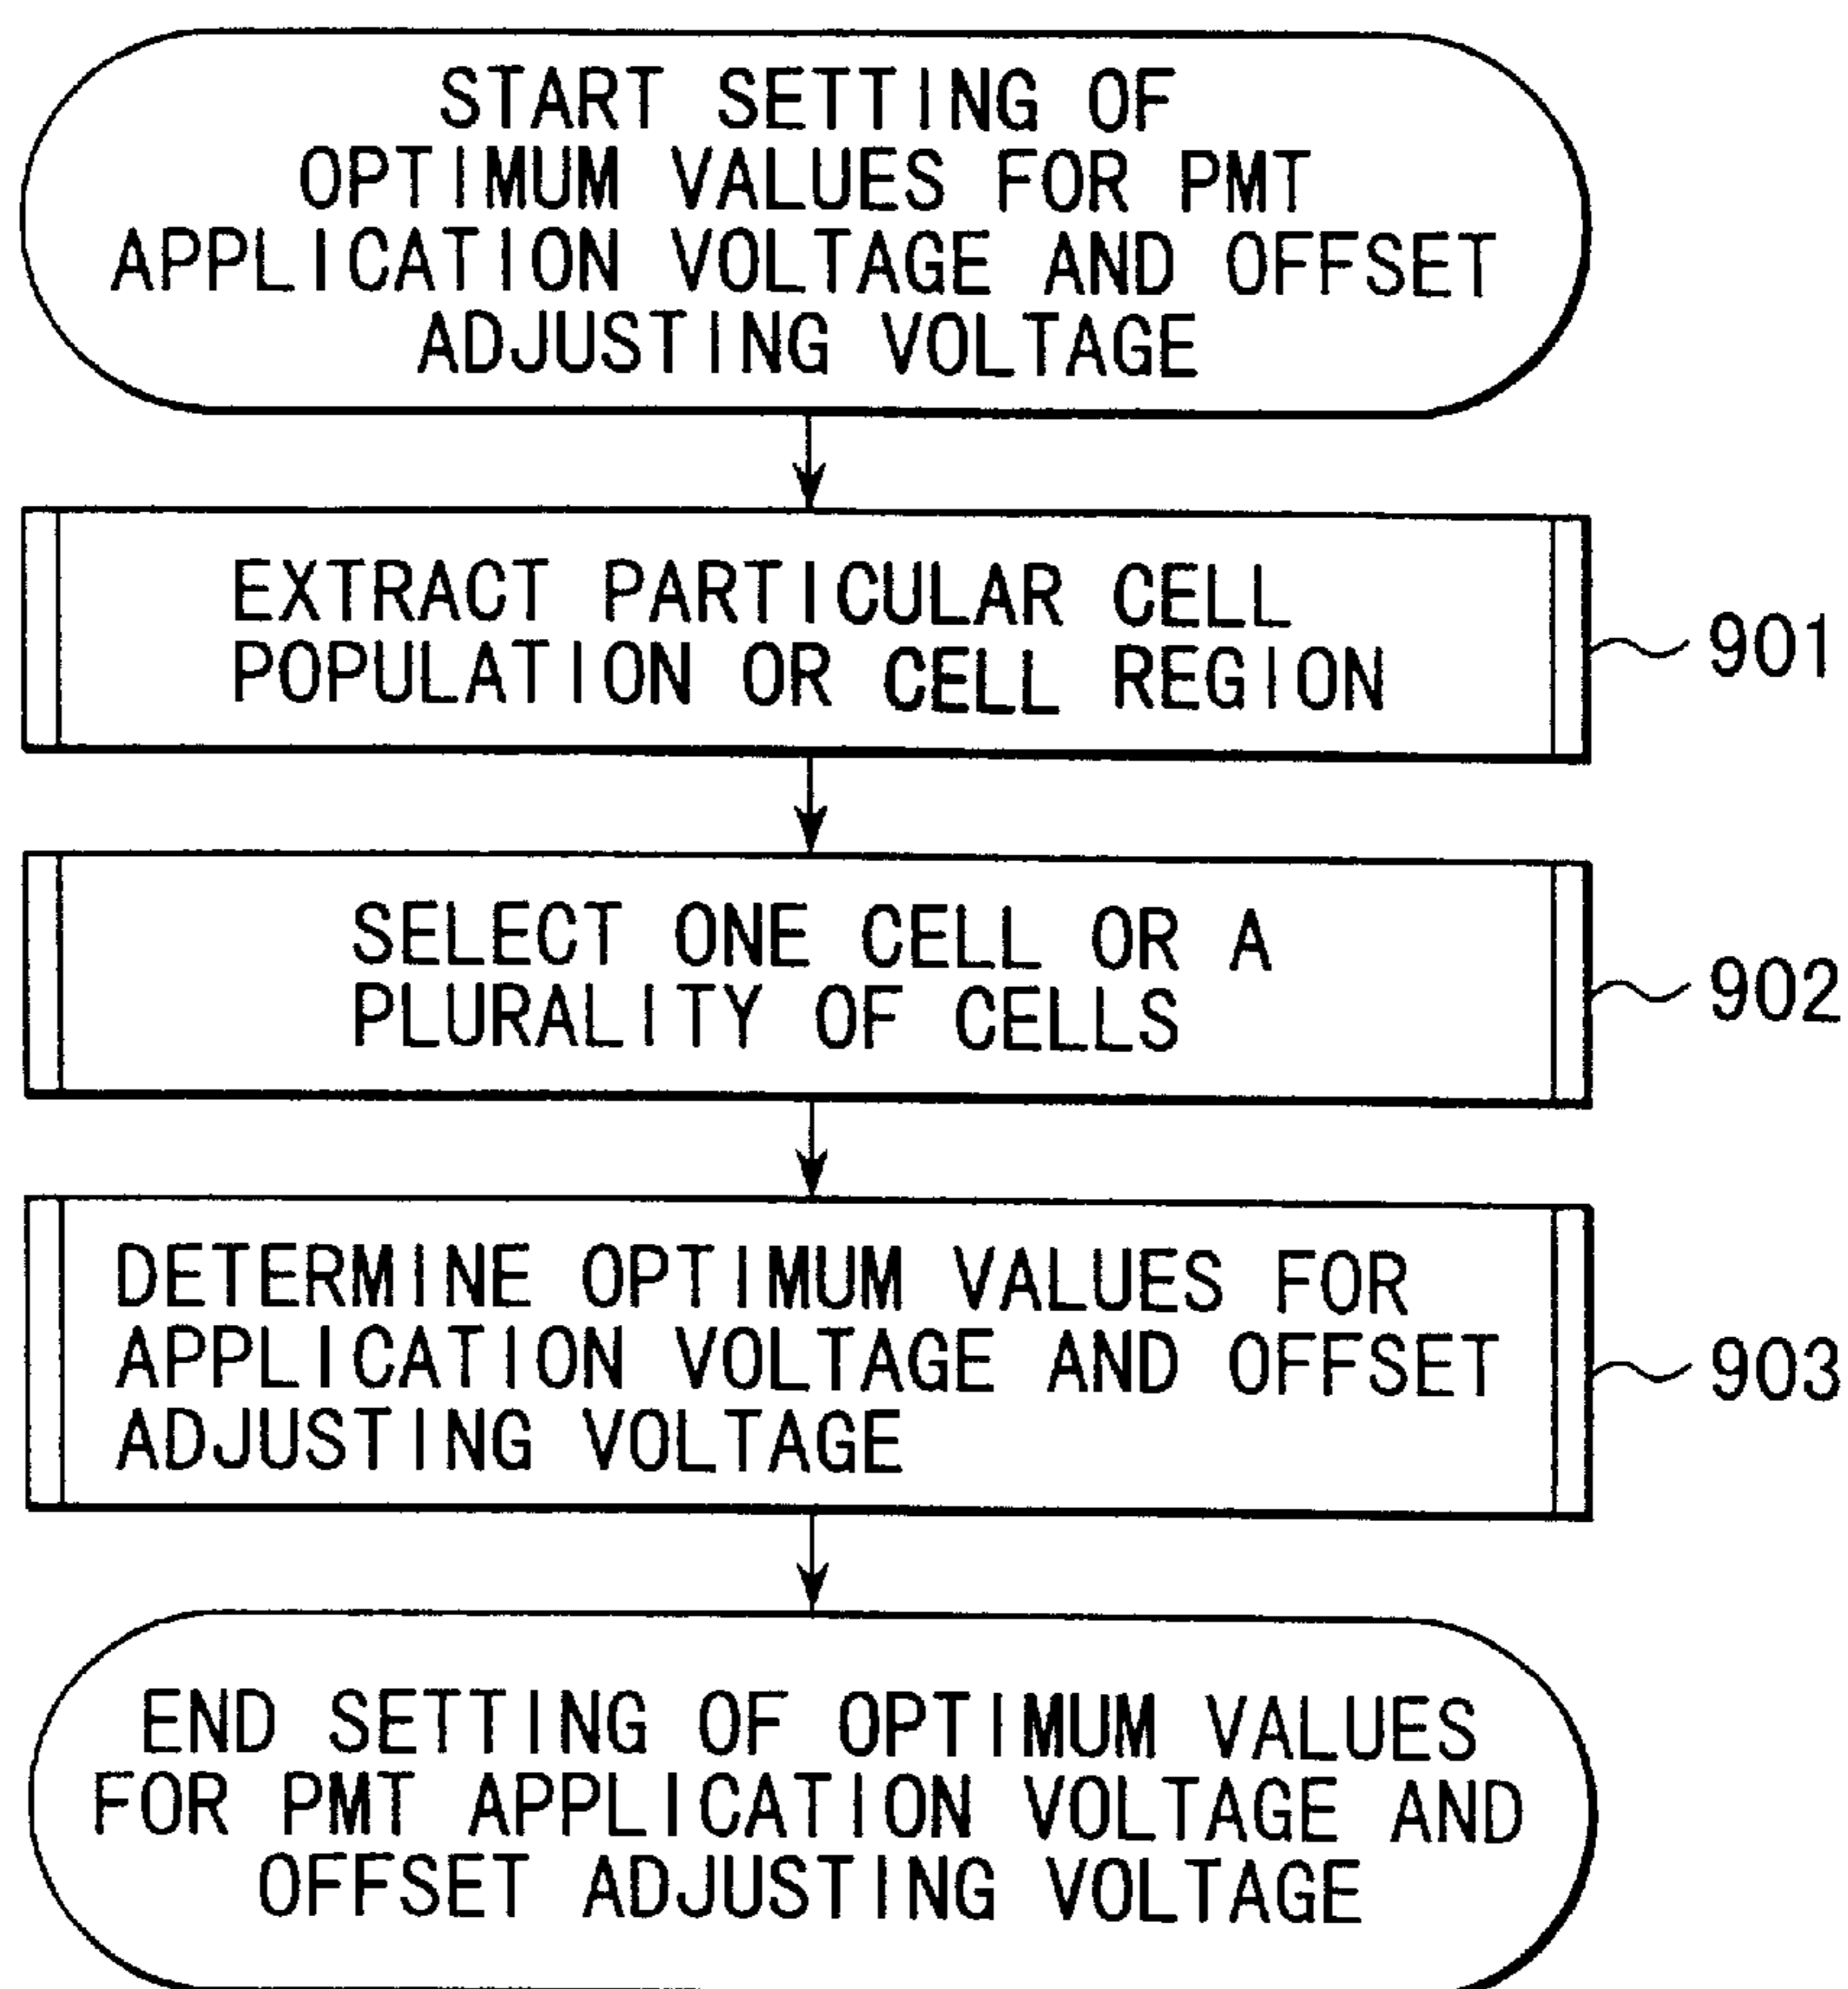 START SETTING OF
OPTIMUM VALUES FOR PMT
APPLICATION VOLTAGE AND OFFSET
ADJUSTING VOLTAGE
EXTRACT PARTICULAR CELL
POPULATION OR CELL REGION
901
SELECT ONE CELL OR A
PLURALITY OF CELLS
902
DETERMINE OPTIMUM VALUES FOR
APPLICATION VOLTAGE AND OFFSET
ADJUSTING VOLTAGE
903
END SETTING OF OPTIMUM VALUES
FOR PMT APPLICATION VOLTAGE AND
OFFSET ADJUSTING VOLTAGE